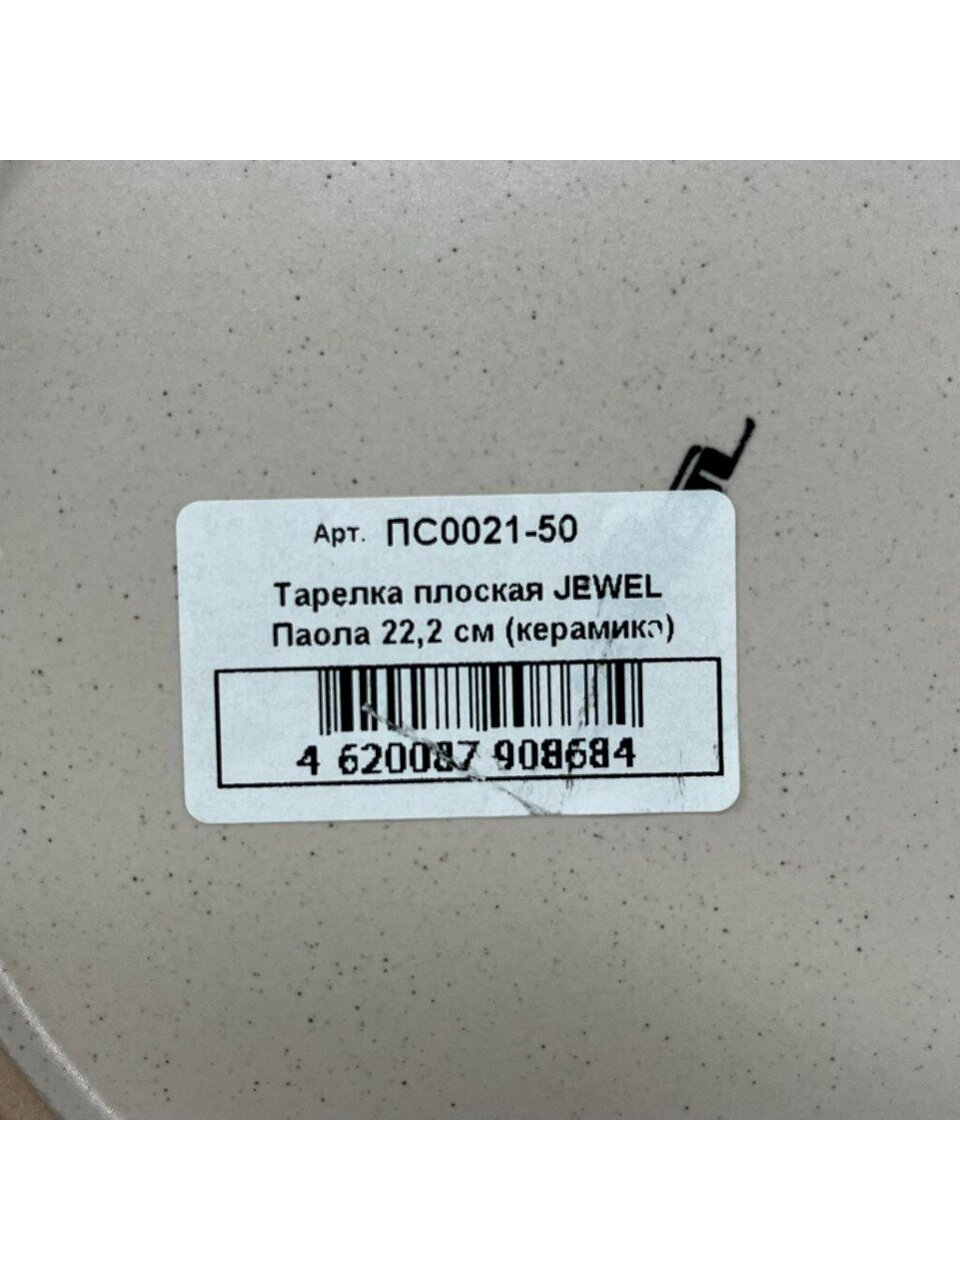 Арт. ПС0021-50
Тарелка плоская JEWEL
Паола 22,2 см (керамика)
4 620087 908684